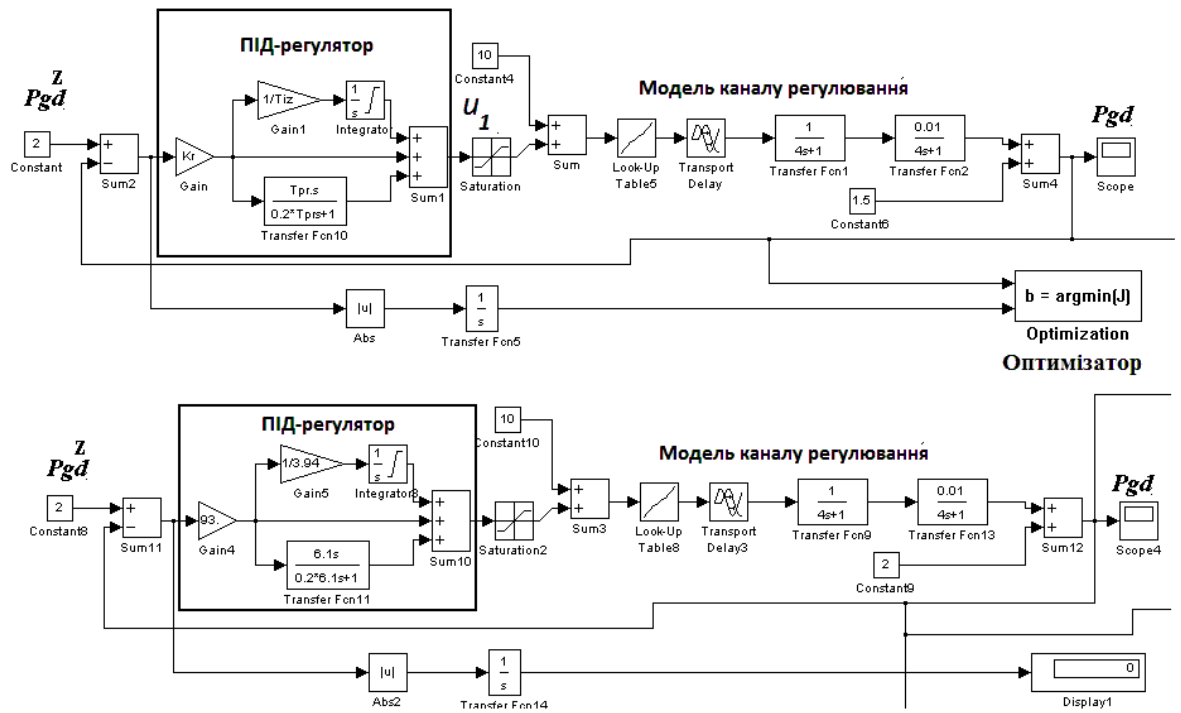 ПІД-регулятор
Z
Pgd
2
Constant
+
−
Sum2
Kr
Gain
1/Tiz
Gain1
1
s
Integrator
Tpr.s
0.2*Tprs+1
Transfer Fcn10
+
+
+
Sum1
u1
Saturation
10
Constant4
+
+
Sum
Look-Up
Table5
Transport
Delay
Модель каналу регулювання
1
4s+1
Transfer Fcn1
0.01
4s+1
Transfer Fcn2
1.5
Constant6
+
+
Sum4
Pgd
Scope
|u|
Abs
1
s
Transfer Fcn5
b = argmin(J)
Optimization
Оптимізатор
ПІД-регулятор
Z
Pgd
2
Constant8
+
−
Sum11
93.
Gain4
1/3.94
Gain5
1
s
Integrator3
6.1s
0.2*6.1s+1
Transfer Fcn11
+
+
+
Sum10
Saturation2
10
Constant10
+
+
Sum3
Look-Up
Table8
Transport
Delay3
Модель каналу регулювання
1
4s+1
Transfer Fcn9
0.01
4s+1
Transfer Fcn13
2
Constant9
+
+
Sum12
Pgd
Scope4
|u|
Abs2
1
s
Transfer Fcn14
0
Display1